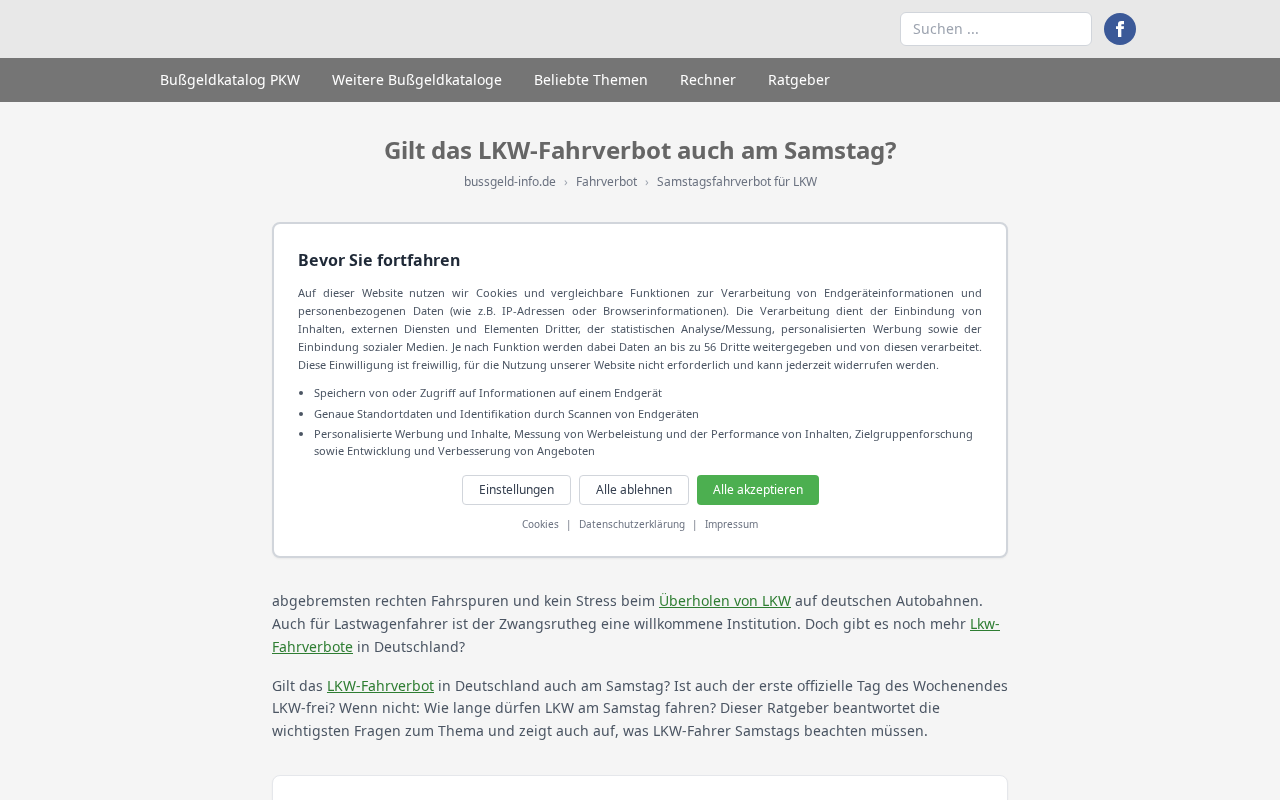 Suchen ...
Bußgeldkatalog PKW Weitere Bußgeldkataloge Beliebte Themen Rechner Ratgeber
Gilt das LKW-Fahrverbot auch am Samstag?
bussgeld-info.de › Fahrverbot › Samstagsfahrverbot für LKW
Bevor Sie fortfahren
Auf dieser Website nutzen wir Cookies und vergleichbare Funktionen zur Verarbeitung von Endgeräteinformationen und
personenbezogenen Daten (wie z.B. IP-Adressen oder Browserinformationen). Die Verarbeitung dient der Einbindung von
Inhalten, externen Diensten und Elementen Dritter, der statistischen Analyse/Messung, personalisierten Werbung sowie der
Einbindung sozialer Medien. Je nach Funktion werden dabei Daten an bis zu 56 Dritte weitergegeben und von diesen verarbeitet.
Diese Einwilligung ist freiwillig, für die Nutzung unserer Website nicht erforderlich und kann jederzeit widerrufen werden.
• Speichern von oder Zugriff auf Informationen auf einem Endgerät
• Genaue Standortdaten und Identifikation durch Scannen von Endgeräten
• Personalisierte Werbung und Inhalte, Messung von Werbeleistung und der Performance von Inhalten, Zielgruppenforschung
sowie Entwicklung und Verbesserung von Angeboten
Einstellungen Alle ablehnen Alle akzeptieren
Cookies | Datenschutzerklärung | Impressum
abgebremsten rechten Fahrspuren und kein Stress beim Überholen von LKW auf deutschen Autobahnen.
Auch für Lastwagenfahrer ist der Zwangsrutheg eine willkommene Institution. Doch gibt es noch mehr Lkw-
Fahrverbote in Deutschland?
Gilt das LKW-Fahrverbot in Deutschland auch am Samstag? Ist auch der erste offizielle Tag des Wochenendes
LKW-frei? Wenn nicht: Wie lange dürfen LKW am Samstag fahren? Dieser Ratgeber beantwortet die
wichtigsten Fragen zum Thema und zeigt auch auf, was LKW-Fahrer Samstags beachten müssen.